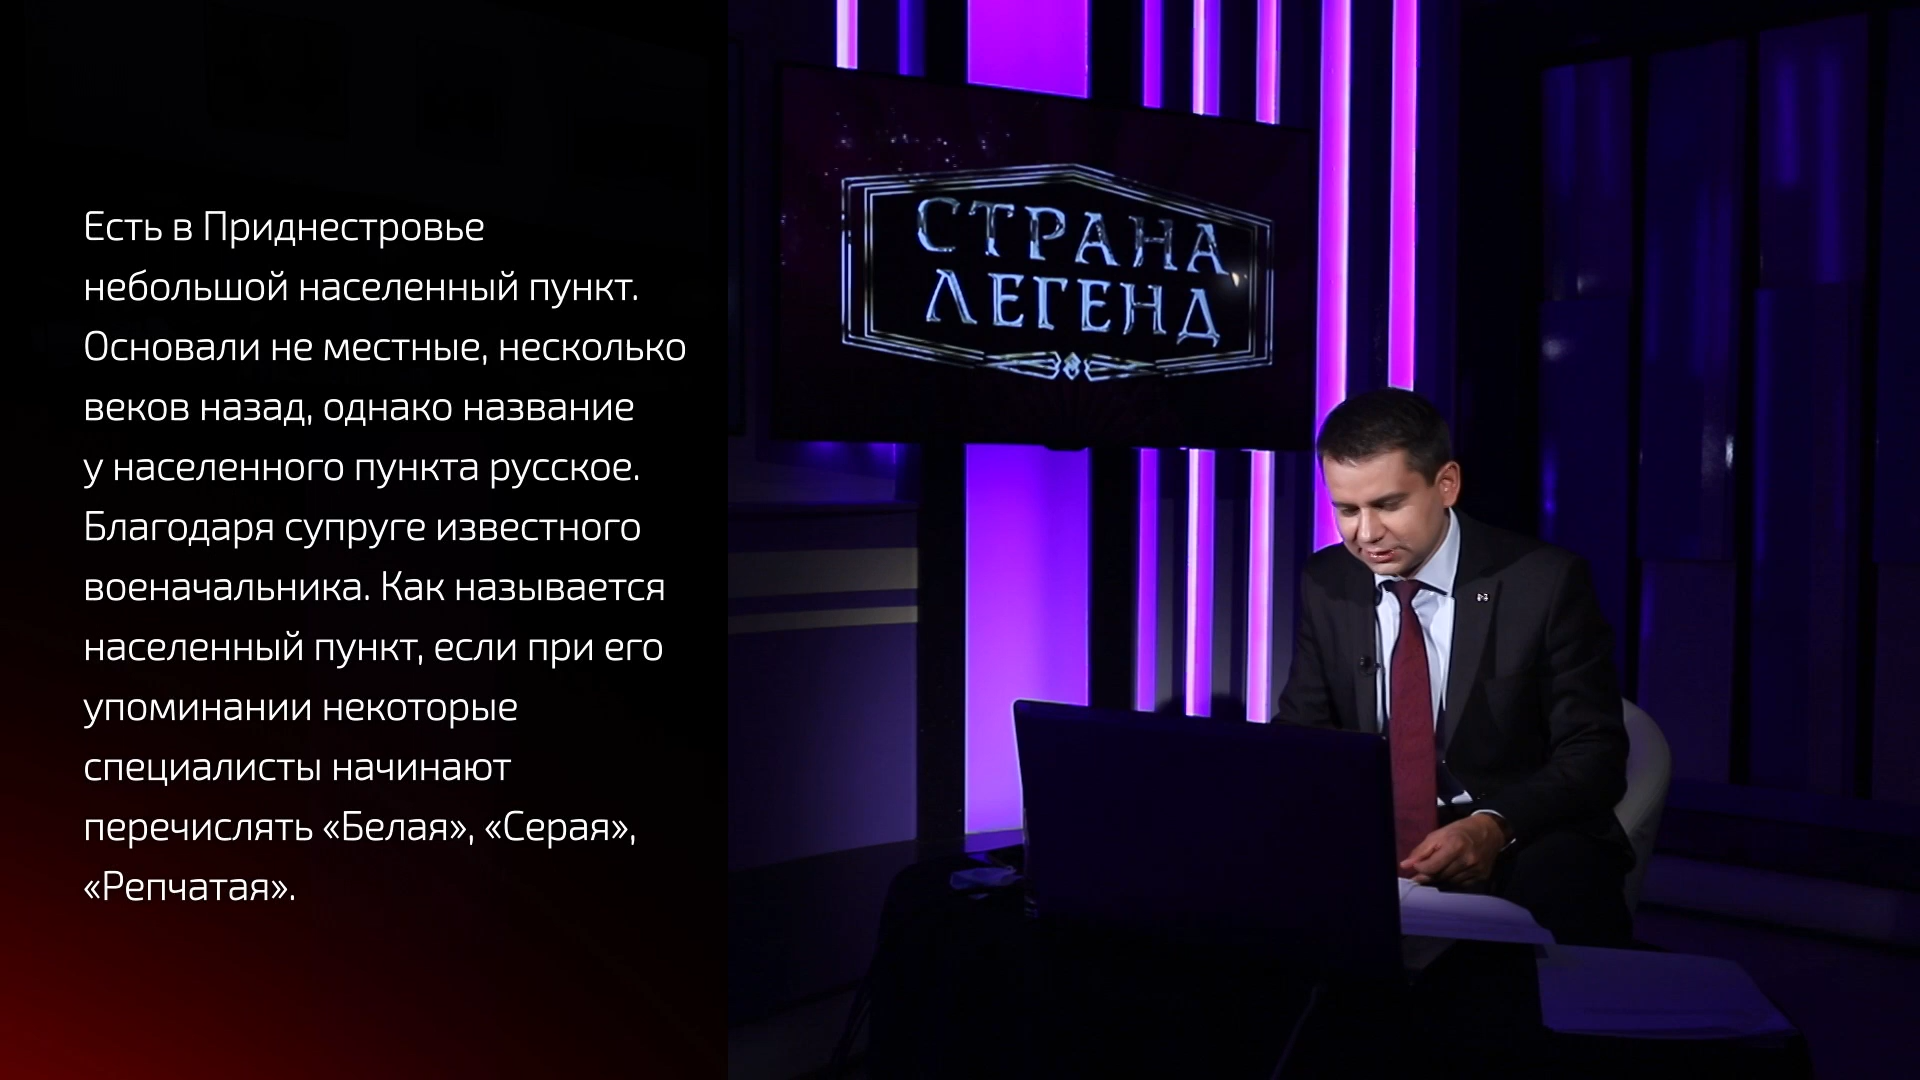 Есть в Приднестровье
небольшой населенный пункт.
Основали не местные, несколько
веков назад, однако название
у населенного пункта русское.
Благодаря супруге известного
военачальника. Как называется
населенный пункт, если при его
упоминании некоторые
специалисты начинают
перечислять «Белая», «Серая»,
«Репчатая».
СТРАНА
ЛЕГЕНД